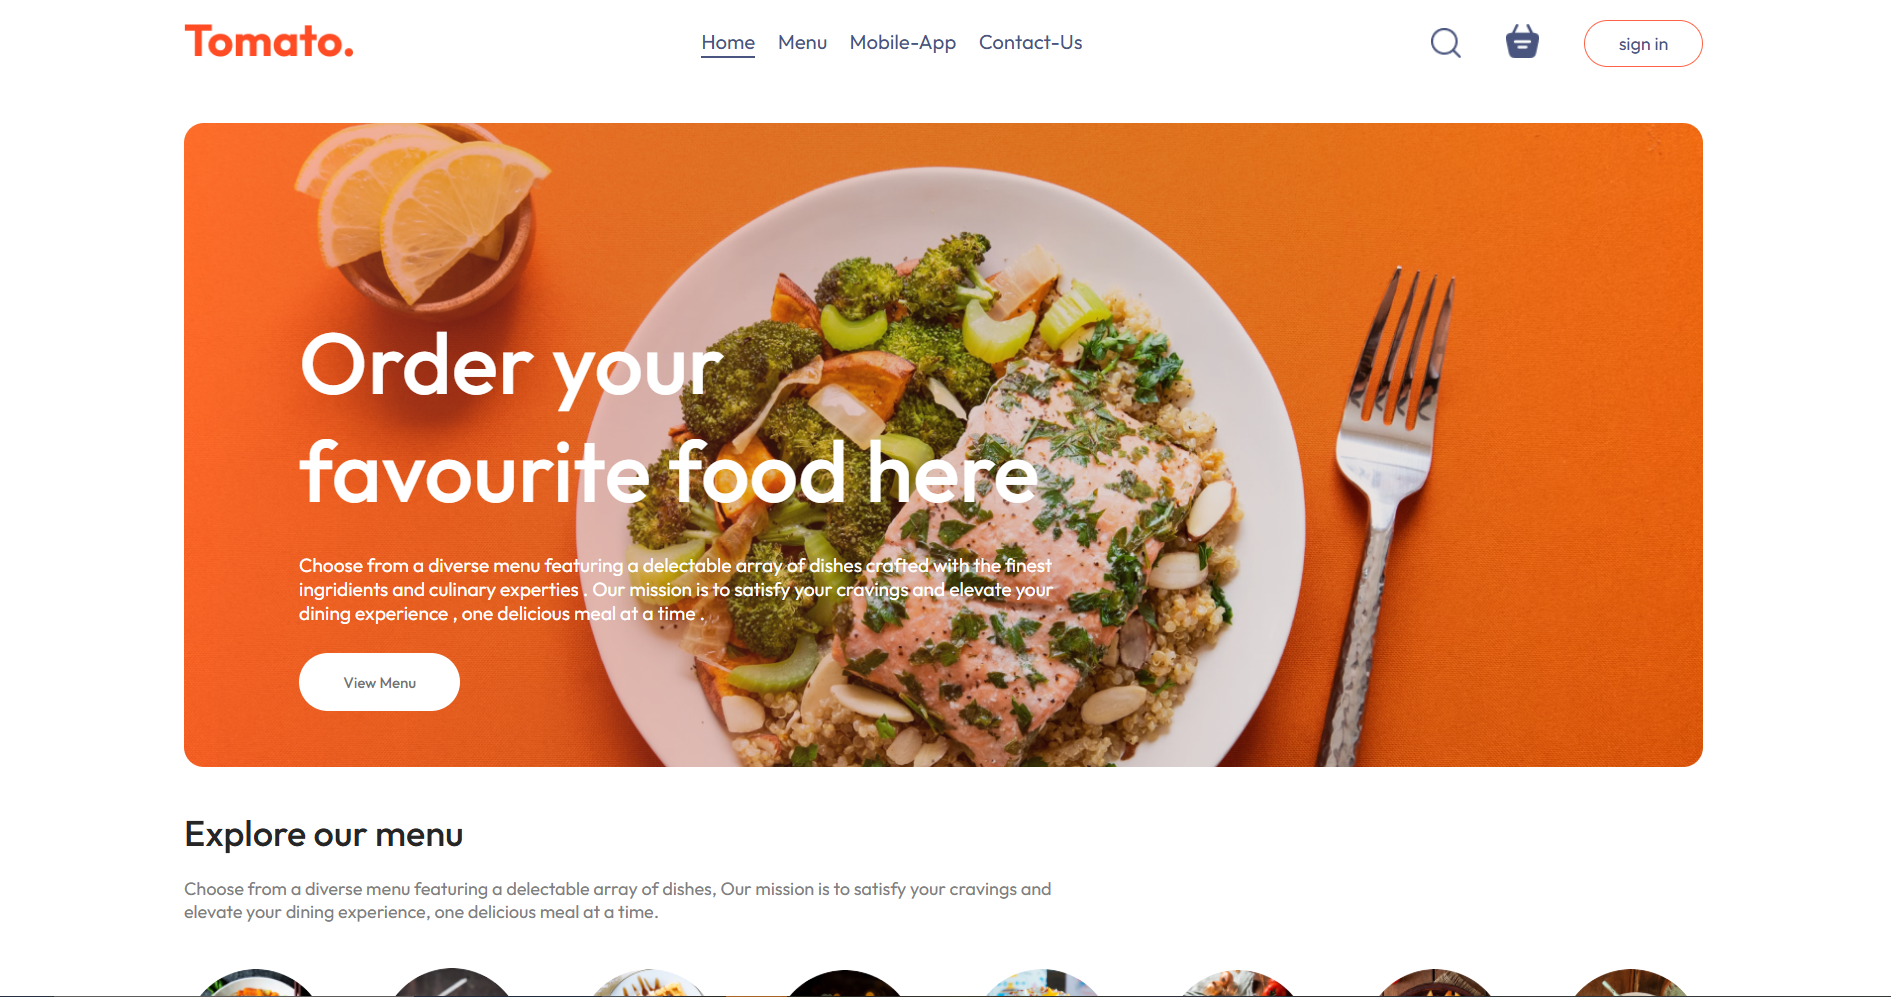 Tomato.
Home Menu Mobile-App Contact-Us
sign in
Order your
favourite food here
Choose from a diverse menu featuring a delectable array of dishes crafted with the finest
ingridients and culinary experties . Our mission is to satisfy your cravings and elevate your
dining experience , one delicious meal at a time .
View Menu
Explore our menu
Choose from a diverse menu featuring a delectable array of dishes, Our mission is to satisfy your cravings and
elevate your dining experience, one delicious meal at a time.